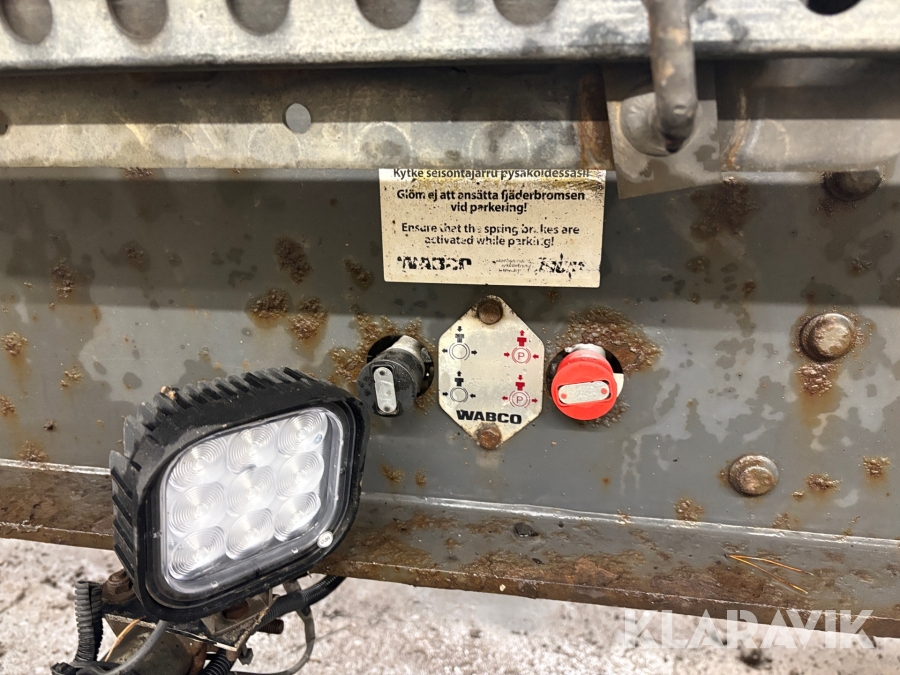 Kytke seisontajarru pysäköidessäsi!
Glöm ej att ansätta fjäderbromsen
vid parkering!
Ensure that the spring brakes are
activated while parking!
WABCO
P
P
WABCO
KLARAVIK